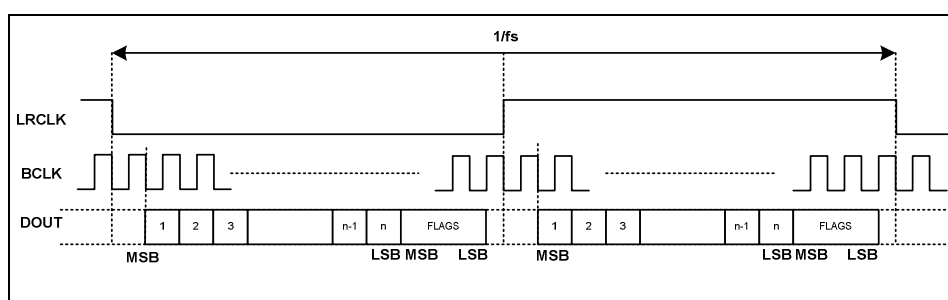 1/fs
LRCLK
BCLK
DOUT 1 2 3 n-1 n FLAGS 1 2 3 n-1 n FLAGS
MSB LSB MSB LSB MSB LSB MSB LSB